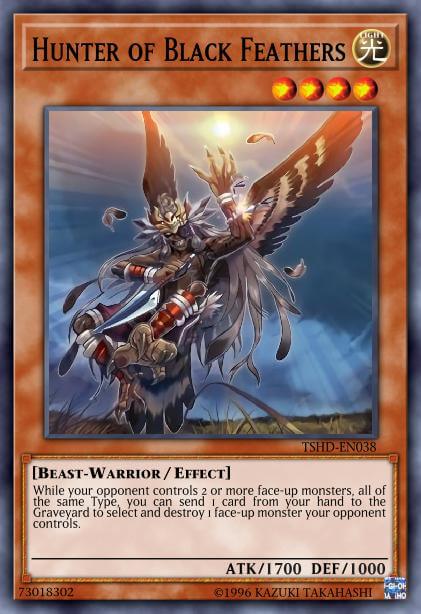 HUNTER OF BLACK FEATHERS
LIGHT
光
TSHD-EN038
[BEAST-WARRIOR / EFFECT]
While your opponent controls 2 or more face-up monsters, all of
the same Type, you can send 1 card from your hand to the
Graveyard to select and destroy 1 face-up monster your opponent
controls.
ATK/1700 DEF/1000
73018302
©1996 KAZUKI TAKAHASHI